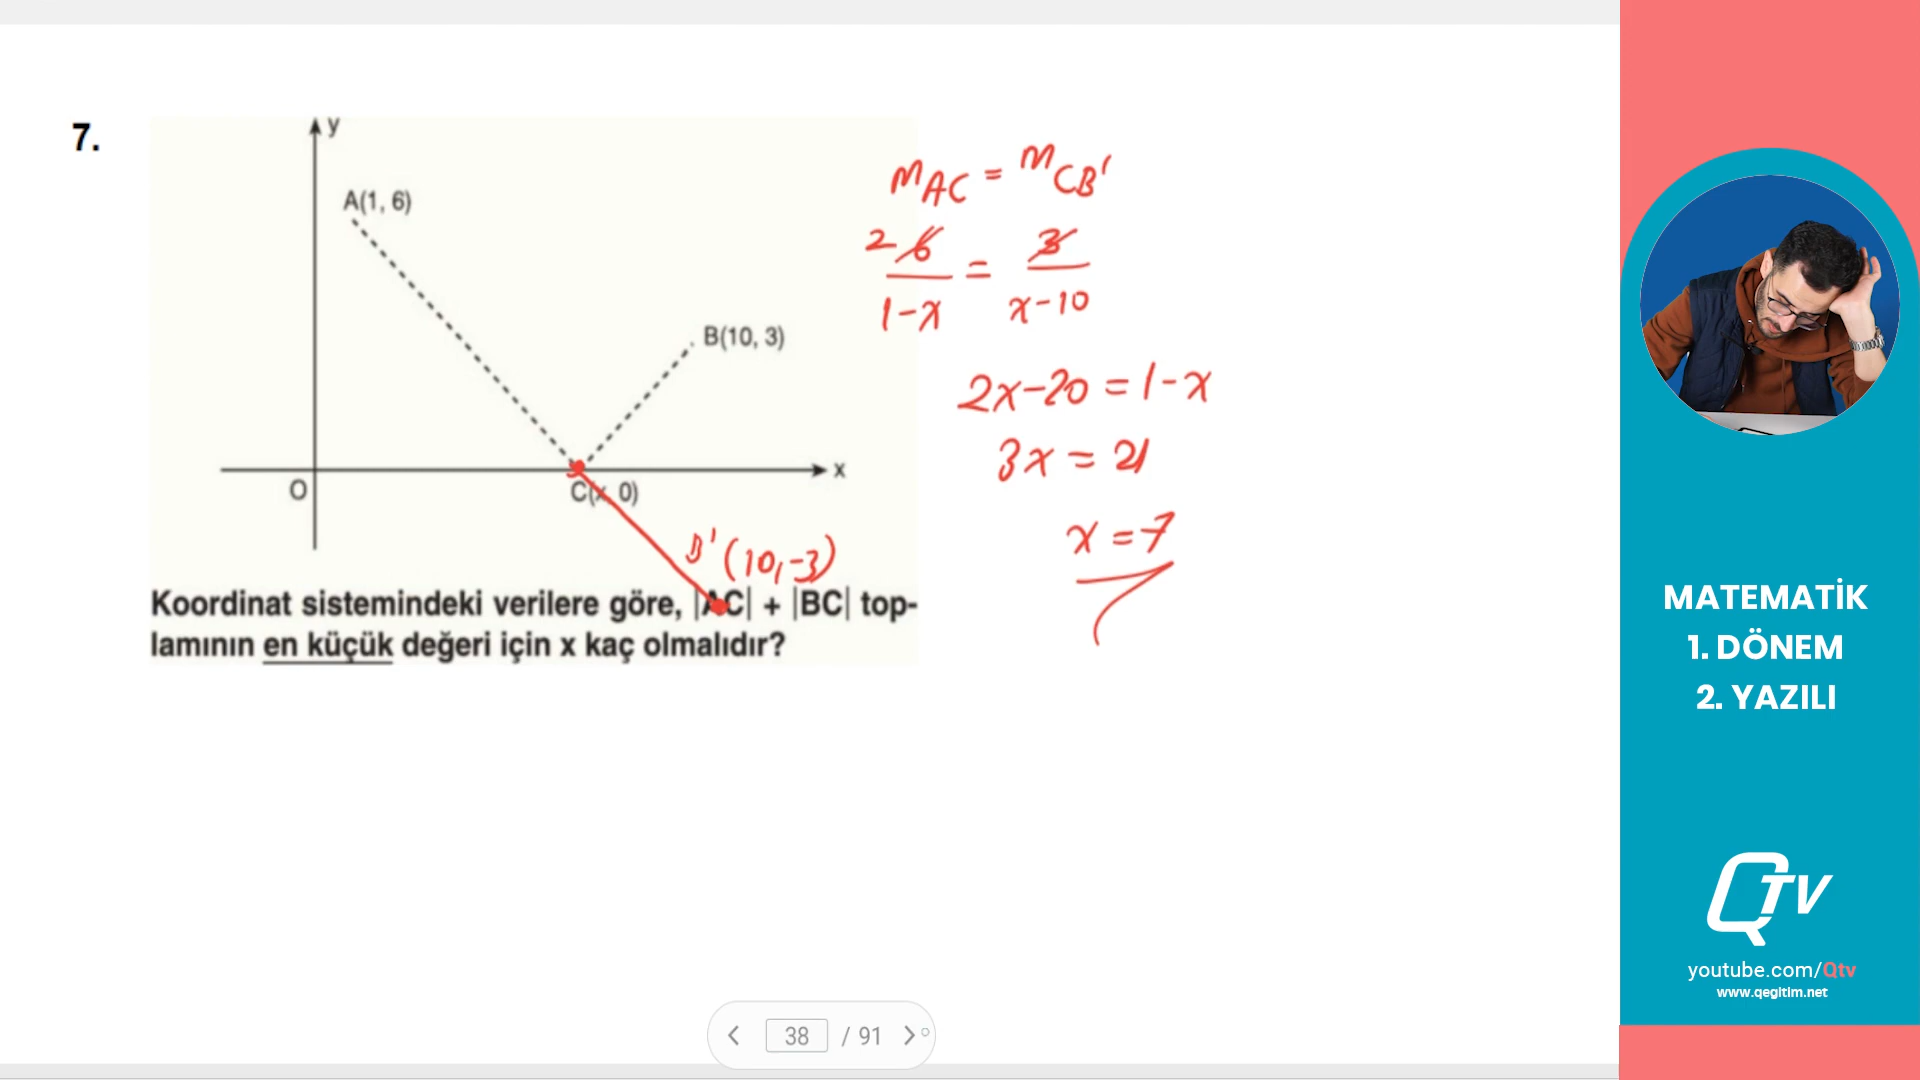 7.
y
A(1, 6)
B(10, 3)
x
O
C(x, 0)
B'(10,-3)
Koordinat sistemindeki verilere göre, |AC| + |BC| top-
lamının en küçük değeri için x kaç olmalıdır?
mAC = mCB'
2 6/1-x = 3/x-10
2x-20 = 1-x
3x = 21
x = 7
MATEMATİK
1. DÖNEM
2. YAZILI
QTV
youtube.com/Qtv
www.qegitim.net
38 / 91